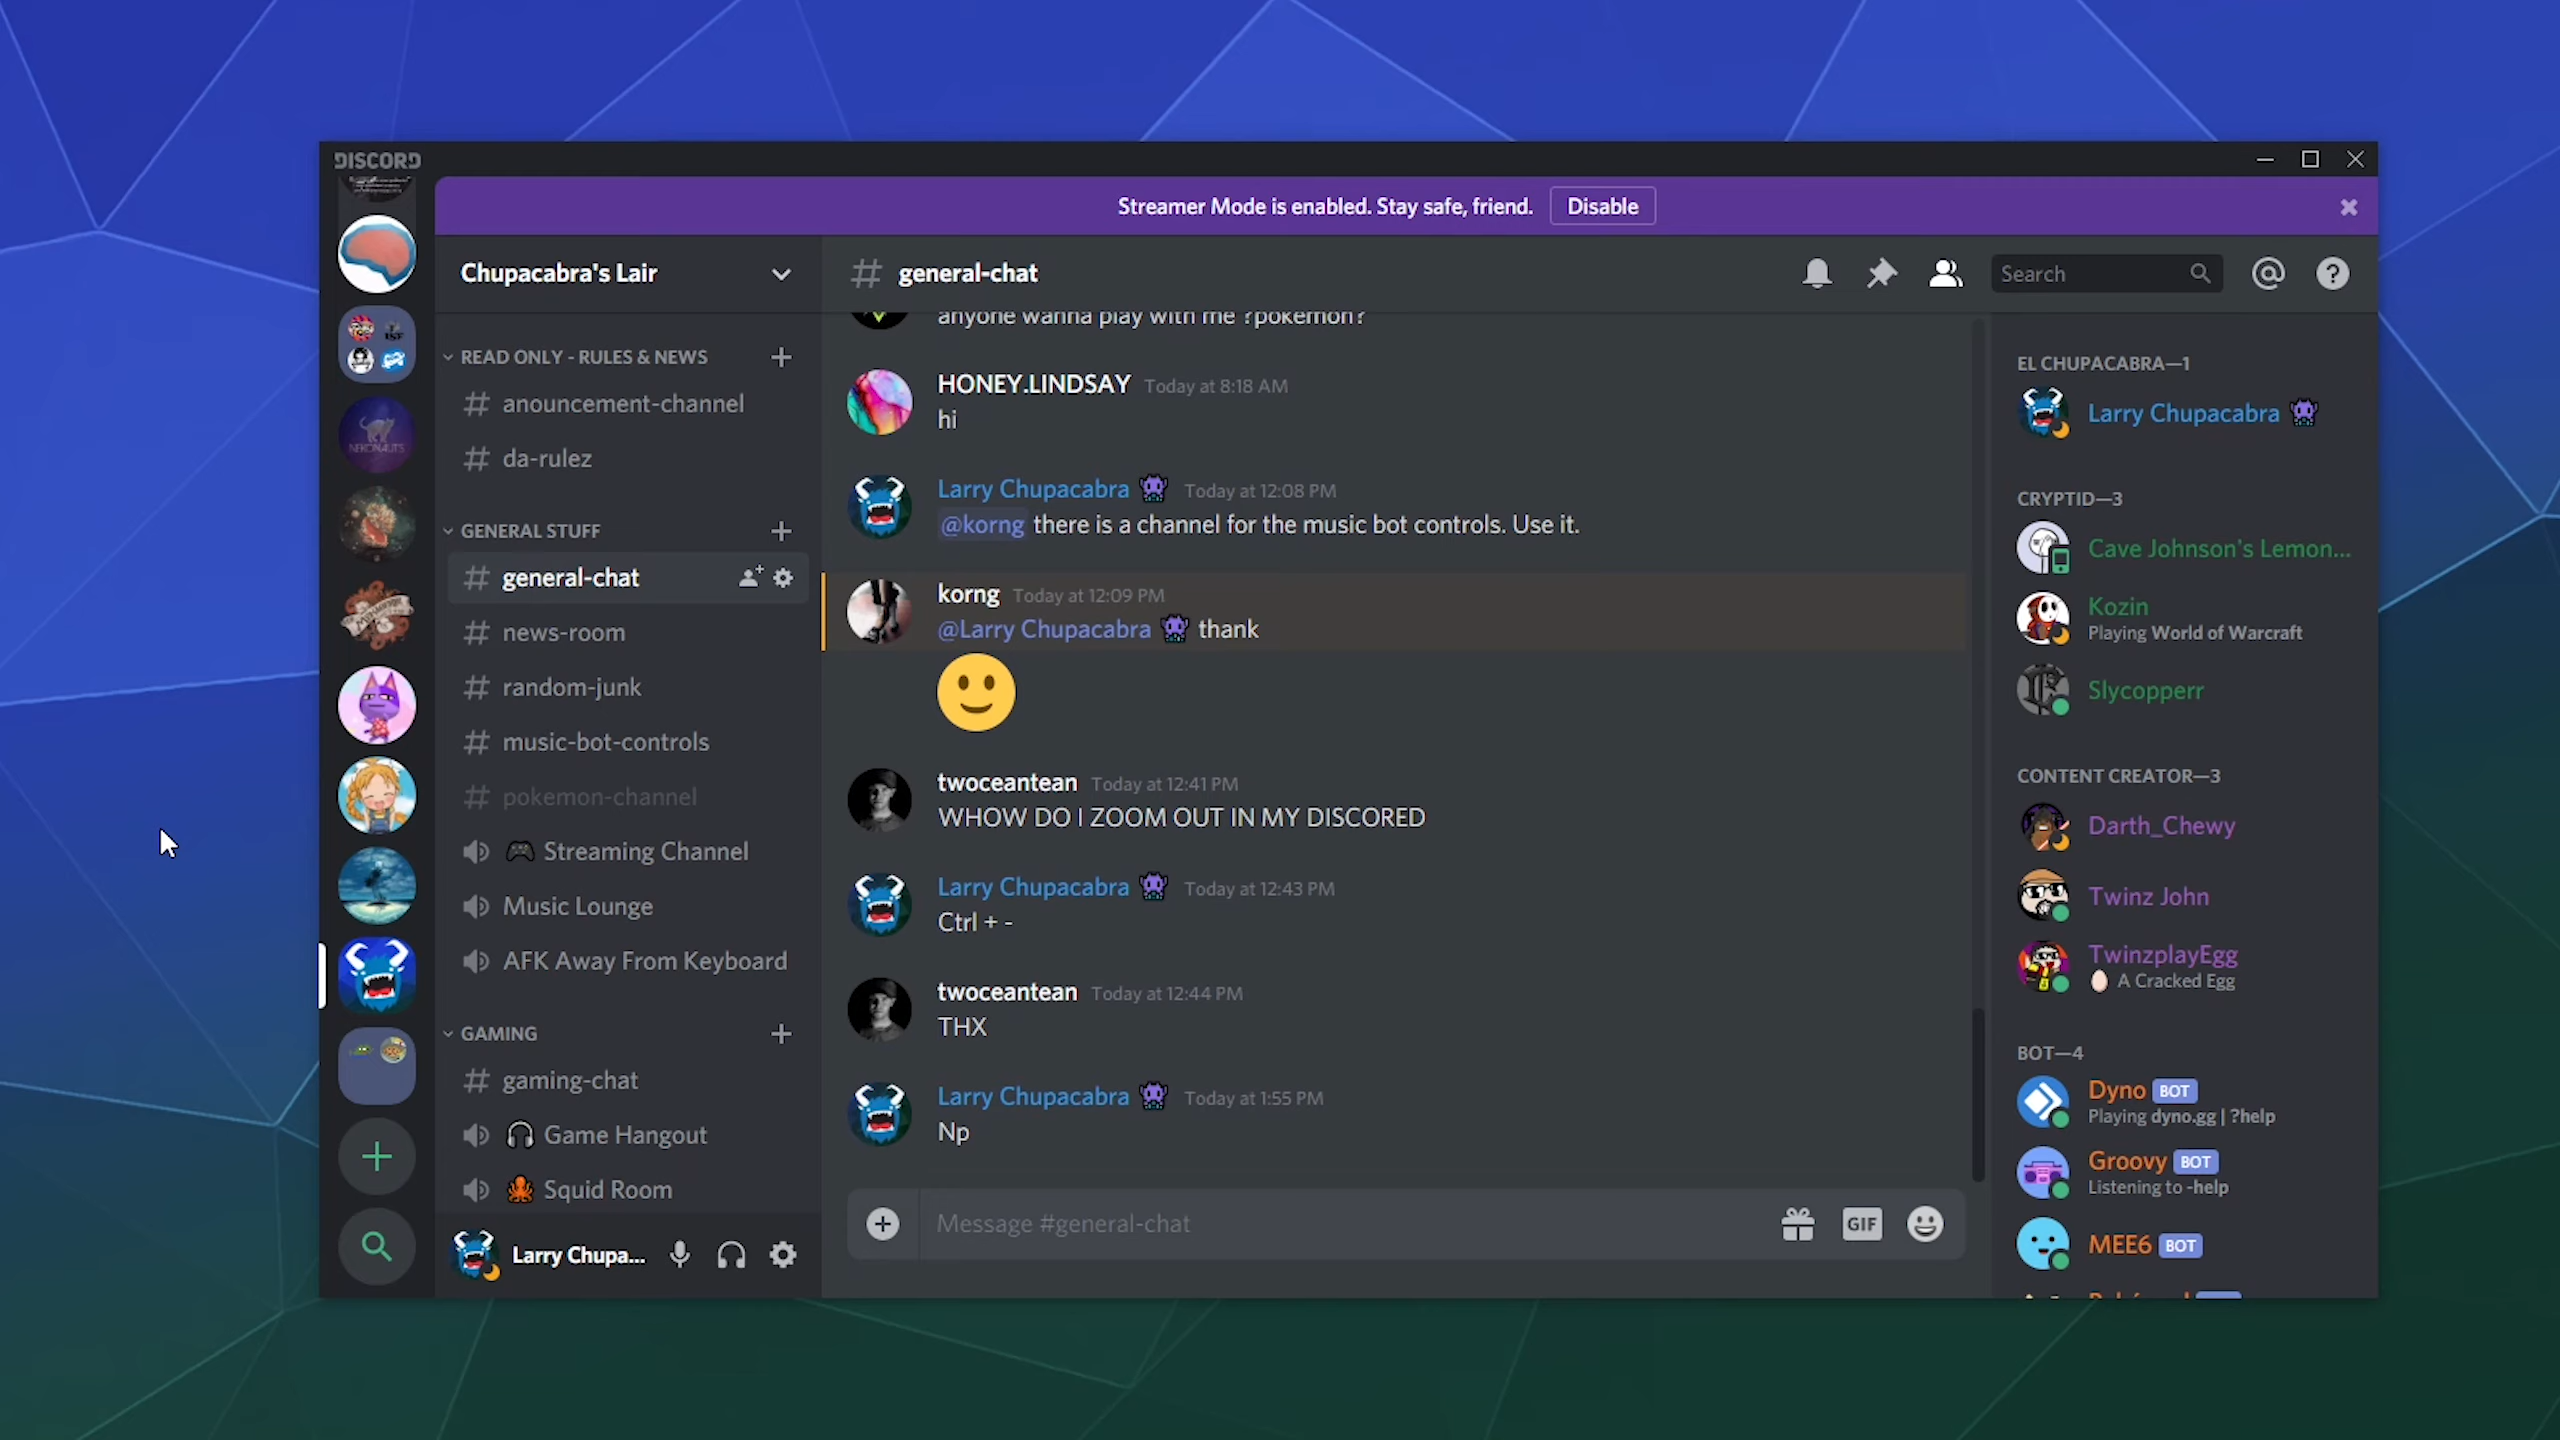 DISCORD
Streamer Mode is enabled. Stay safe, friend.
Disable
Chupacabra's Lair
READ ONLY - RULES & NEWS
anouncement-channel
da-rulez
GENERAL STUFF
general-chat
news-room
random-junk
music-bot-controls
pokemon-channel
Streaming Channel
Music Lounge
AFK Away From Keyboard
GAMING
gaming-chat
Game Hangout
Squid Room
Larry Chupa...
NEKONAUTS
# general-chat
Search
anyone wanna play with me ?pokemon?
HONEY.LINDSAY Today at 8:18 AM
hi
Larry Chupacabra Today at 12:08 PM
@korng there is a channel for the music bot controls. Use it.
korng Today at 12:09 PM
@Larry Chupacabra thank
twoceantean Today at 12:41 PM
WHOW DO I ZOOM OUT IN MY DISCORED
Larry Chupacabra Today at 12:43 PM
Ctrl + -
twoceantean Today at 12:44 PM
THX
Larry Chupacabra Today at 1:55 PM
Np
Message #general-chat
GIF
EL CHUPACABRA—1
Larry Chupacabra
CRYPTID—3
Cave Johnson's Lemon...
Kozin
Playing World of Warcraft
Slycopperr
CONTENT CREATOR—3
Darth_Chewy
Twinz John
TwinzplayEgg
A Cracked Egg
BOT—4
Dyno BOT
Playing dyno.gg | ?help
Groovy BOT
Listening to -help
MEE6 BOT